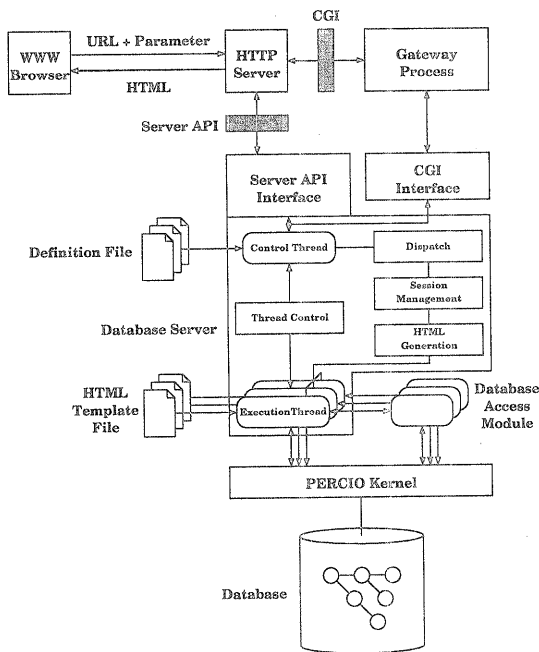 CGI
URL + Parameter
WWW
Browser
HTML
HTTP
Server
Gateway
Process
Server API
Server API
Interface
CGI
Interface
Definition File
Control Thread
Dispatch
Session
Management
Thread Control
Database Server
HTML
Generation
HTML
Template
File
ExecutionThread
Database
Access
Module
PERCIO Kernel
Database